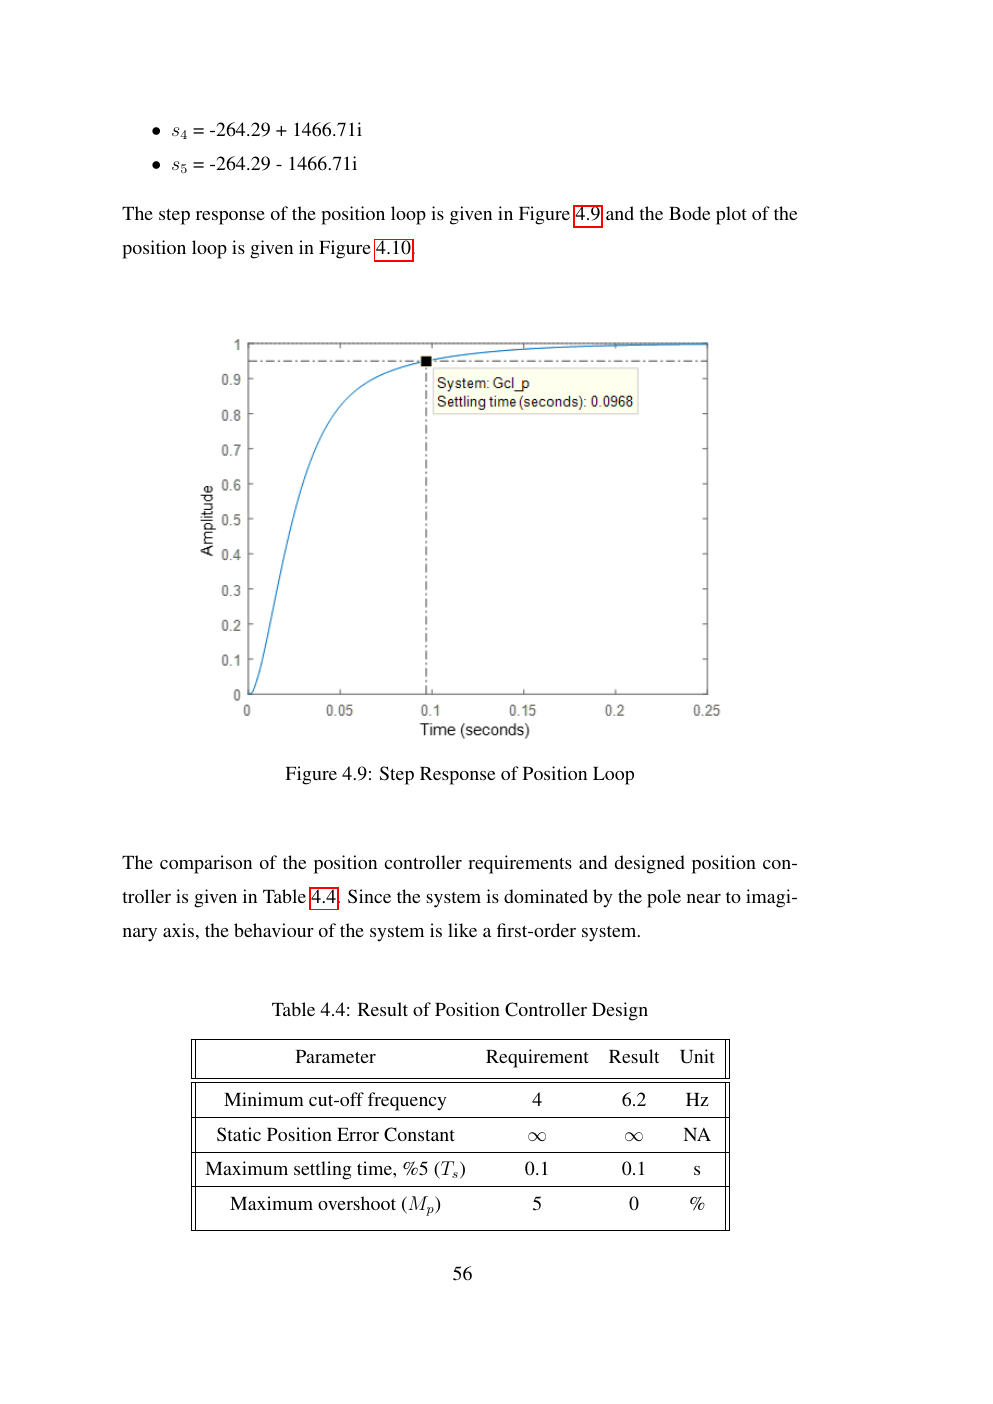 • s4 = -264.29 + 1466.71i
• s5 = -264.29 - 1466.71i
The step response of the position loop is given in Figure 4.9 and the Bode plot of the
position loop is given in Figure 4.10.
1
0.9
0.8
0.7
0.6
0.5
0.4
0.3
0.2
0.1
0
Amplitude
System: Gcl_p
Settling time (seconds): 0.0968
0 0.05 0.1 0.15 0.2 0.25
Time (seconds)
Figure 4.9: Step Response of Position Loop
The comparison of the position controller requirements and designed position con-
troller is given in Table 4.4. Since the system is dominated by the pole near to imagi-
nary axis, the behaviour of the system is like a first-order system.
Table 4.4: Result of Position Controller Design
Parameter Requirement Result Unit
Minimum cut-off frequency 4 6.2 Hz
Static Position Error Constant ∞ ∞ NA
Maximum settling time, %5 (Ts) 0.1 0.1 s
Maximum overshoot (Mp) 5 0 %
56